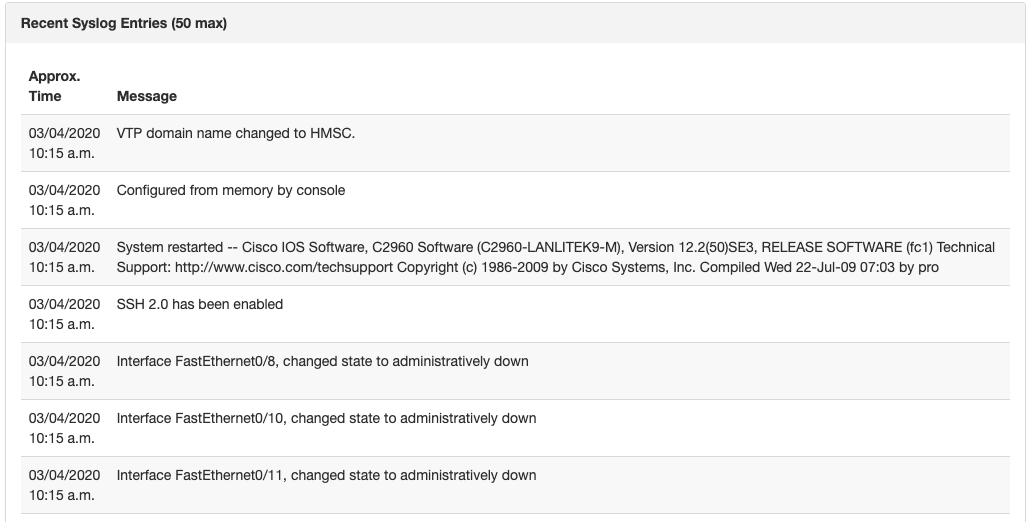 Recent Syslog Entries (50 max)
Approx.
Time Message
03/04/2020 VTP domain name changed to HMSC.
10:15 a.m.
03/04/2020 Configured from memory by console
10:15 a.m.
03/04/2020 System restarted -- Cisco IOS Software, C2960 Software (C2960-LANLITEK9-M), Version 12.2(50)SE3, RELEASE SOFTWARE (fc1) Technical
10:15 a.m. Support: http://www.cisco.com/techsupport Copyright (c) 1986-2009 by Cisco Systems, Inc. Compiled Wed 22-Jul-09 07:03 by pro
03/04/2020 SSH 2.0 has been enabled
10:15 a.m.
03/04/2020 Interface FastEthernet0/8, changed state to administratively down
10:15 a.m.
03/04/2020 Interface FastEthernet0/10, changed state to administratively down
10:15 a.m.
03/04/2020 Interface FastEthernet0/11, changed state to administratively down
10:15 a.m.